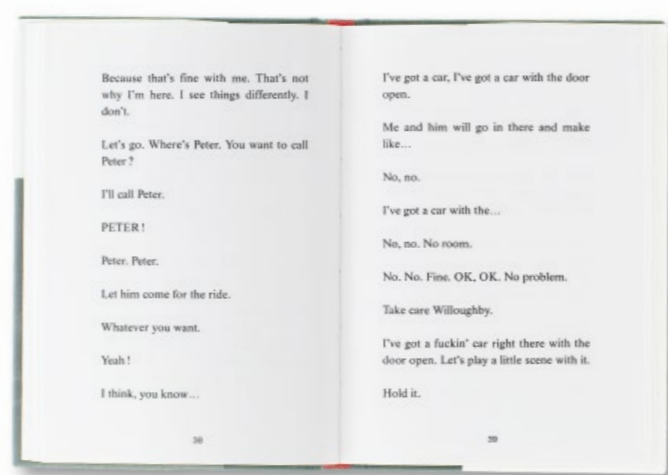 Because that's fine with me. That's not
why I'm here. I see things differently. I
don't.
Let's go. Where's Peter. You want to call
Peter ?
I'll call Peter.
PETER !
Peter. Peter.
Let him come for the ride.
Whatever you want.
Yeah !
I think, you know...
I've got a car, I've got a car with the door
open.
Me and him will go in there and make
like...
No, no.
I've got a car with the...
No, no. No room.
No. No. Fine. OK, OK. No problem.
Take care Willoughby.
I've got a fuckin' car right there with the
door open. Let's play a little scene with it.
Hold it.